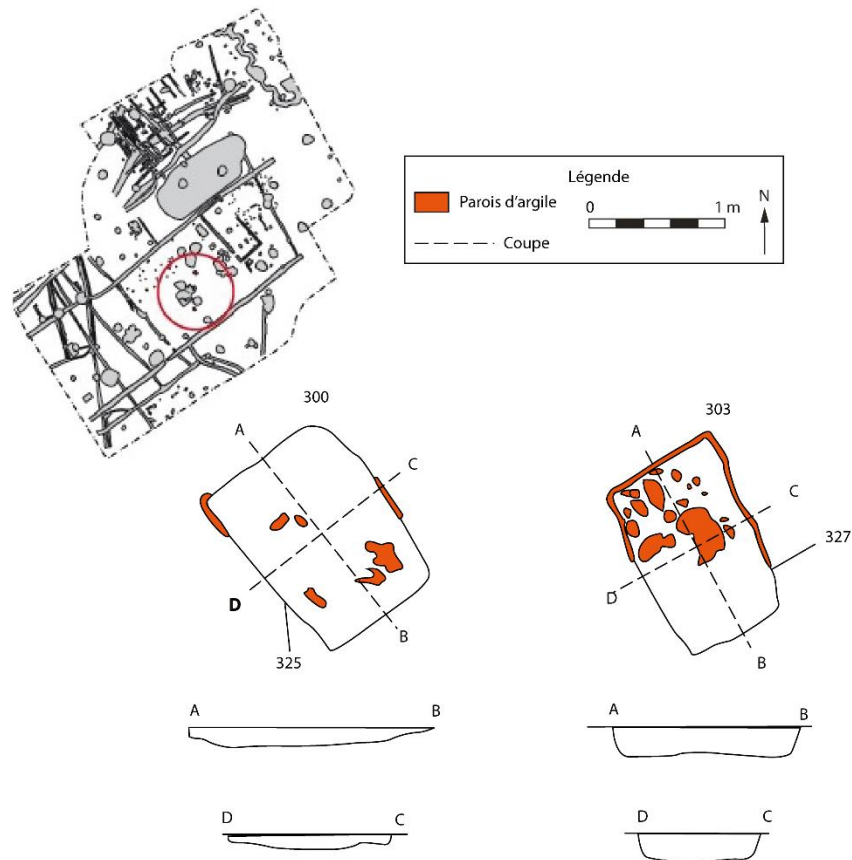 Légende
Parois d'argile
0 1 m
N
Coupe
300
A
C
D
B
325
303
A
C
D
B
327
A B
A B
D C
D C